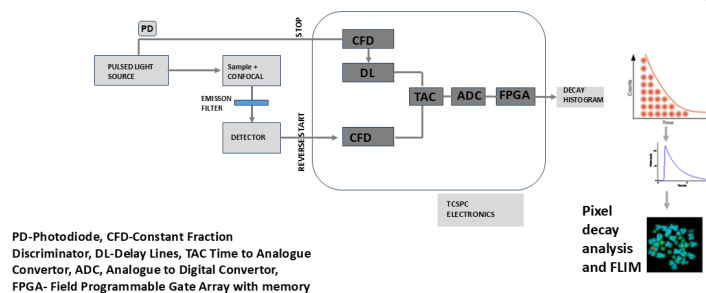 PD
STOP
CFD
PULSED LIGHT
SOURCE
Sample +
CONFOCAL
DL
EMISSON
FILTER
TAC
ADC
FPGA
DECAY
HISTOGRAM
DETECTOR
REVERSE START
CFD
TCSPC
ELECTRONICS
Counts
Time
Pixel
decay
analysis
and FLIM
PD-Photodiode, CFD-Constant Fraction
Discriminator, DL-Delay Lines, TAC Time to Analogue
Convertor, ADC, Analogue to Digital Convertor,
FPGA- Field Programmable Gate Array with memory